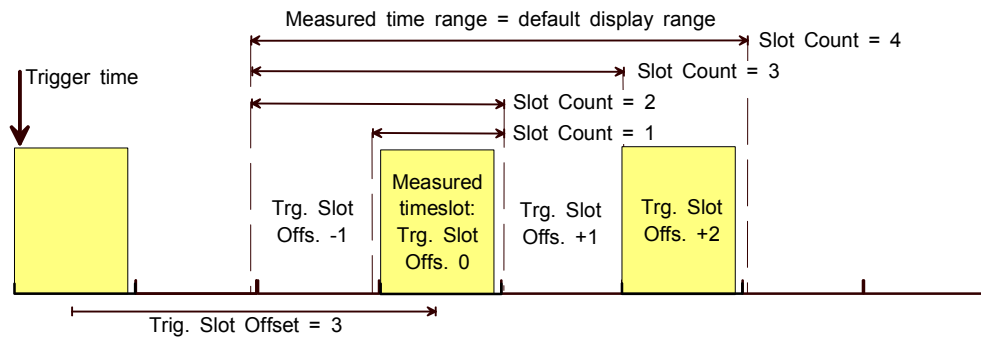 Measured time range = default display range
Slot Count = 4
Trigger time
Slot Count = 3
Slot Count = 2
Slot Count = 1
Trg. Slot
Offs. -1
Measured
timeslot:
Trg. Slot
Offs. 0
Trg. Slot
Offs. +1
Trg. Slot
Offs. +2
Trig. Slot Offset = 3